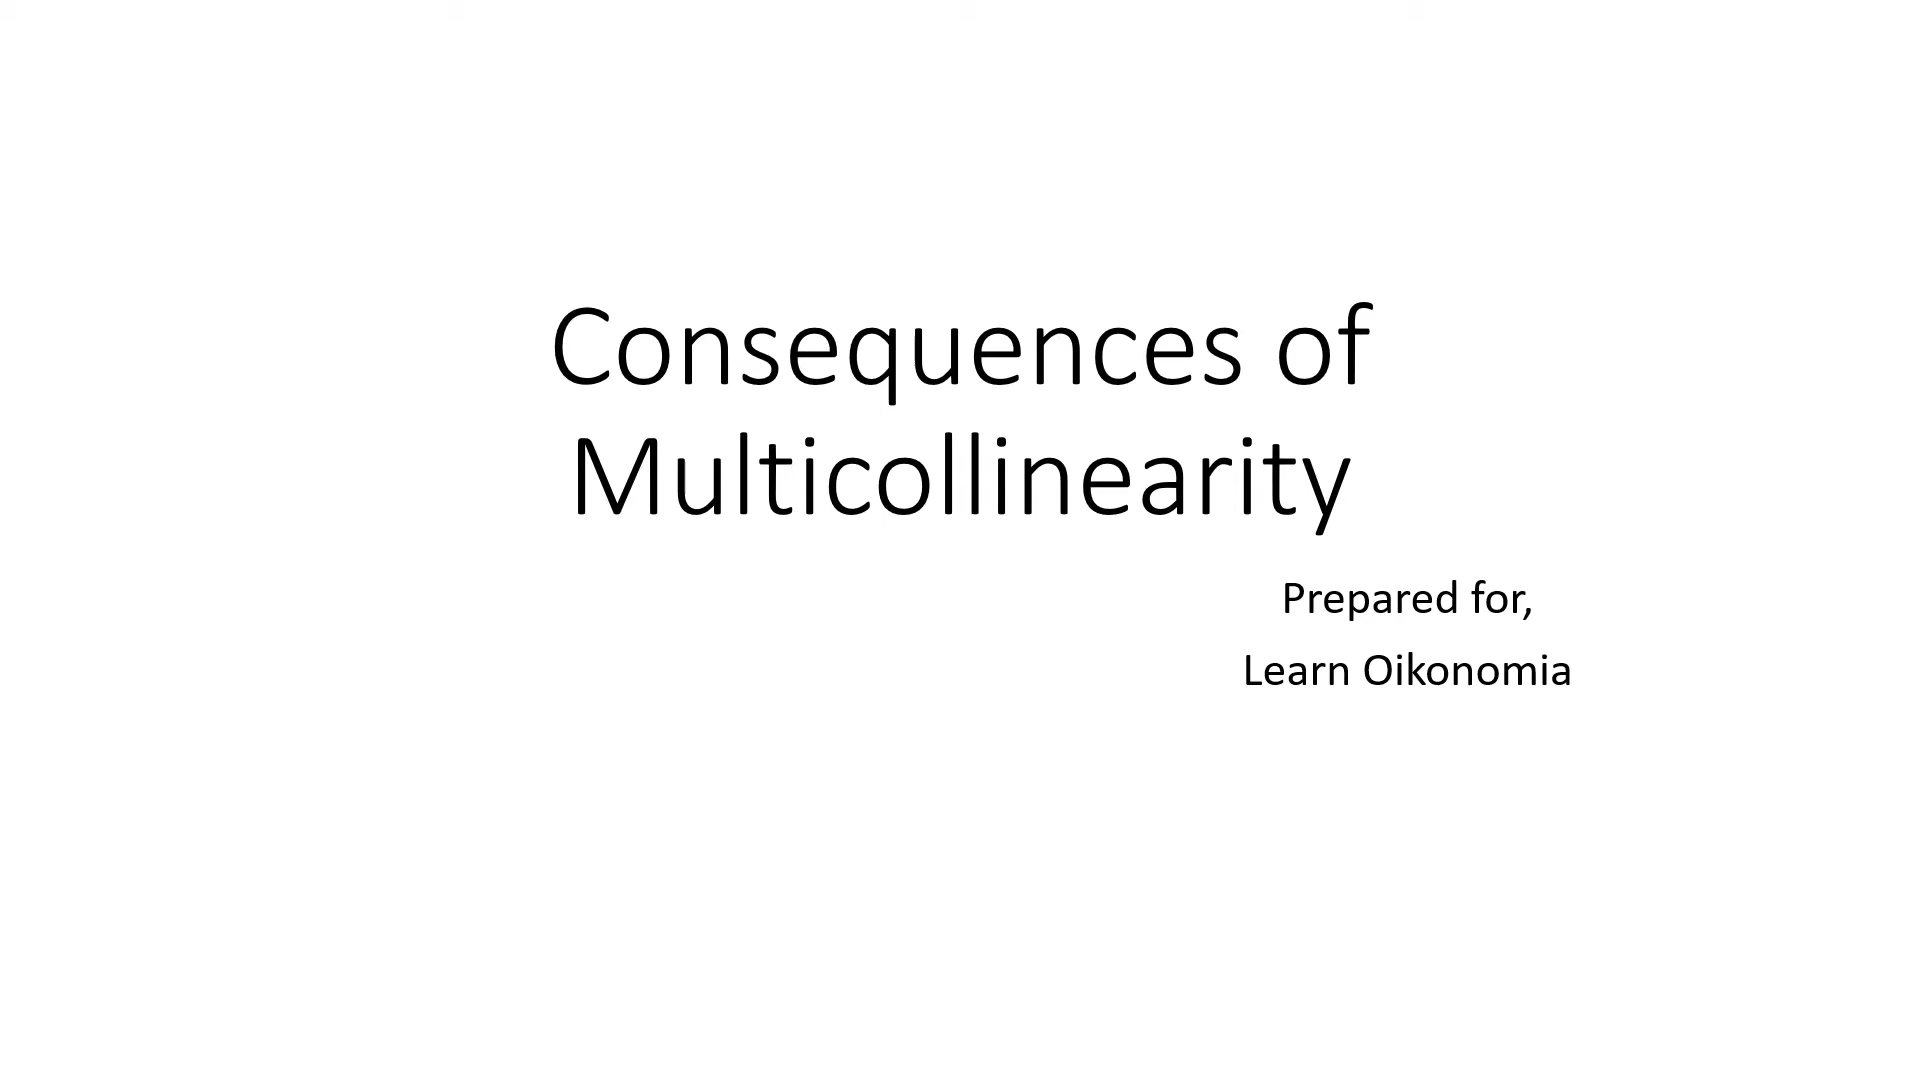 Consequences of
Multicollinearity
Prepared for,
Learn Oikonomia